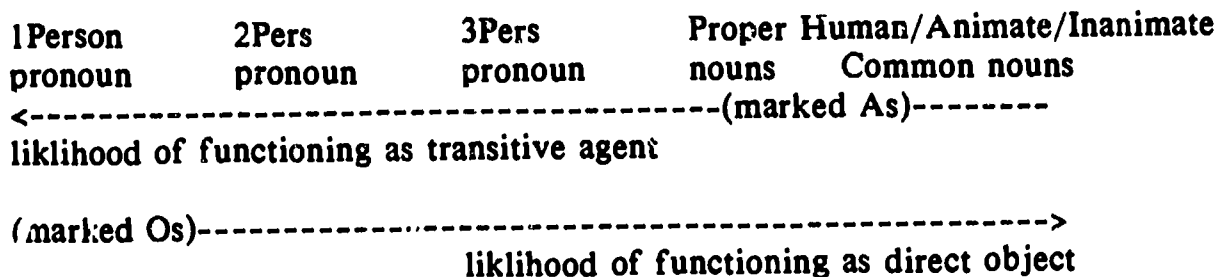 1Person 2Pers 3Pers Proper Human/Animate/Inanimate
pronoun pronoun pronoun nouns Common nouns
<----------------------------------------(marked As)--------
liklihood of functioning as transitive agent
(marked Os)-------------------------------------------------->
liklihood of functioning as direct object